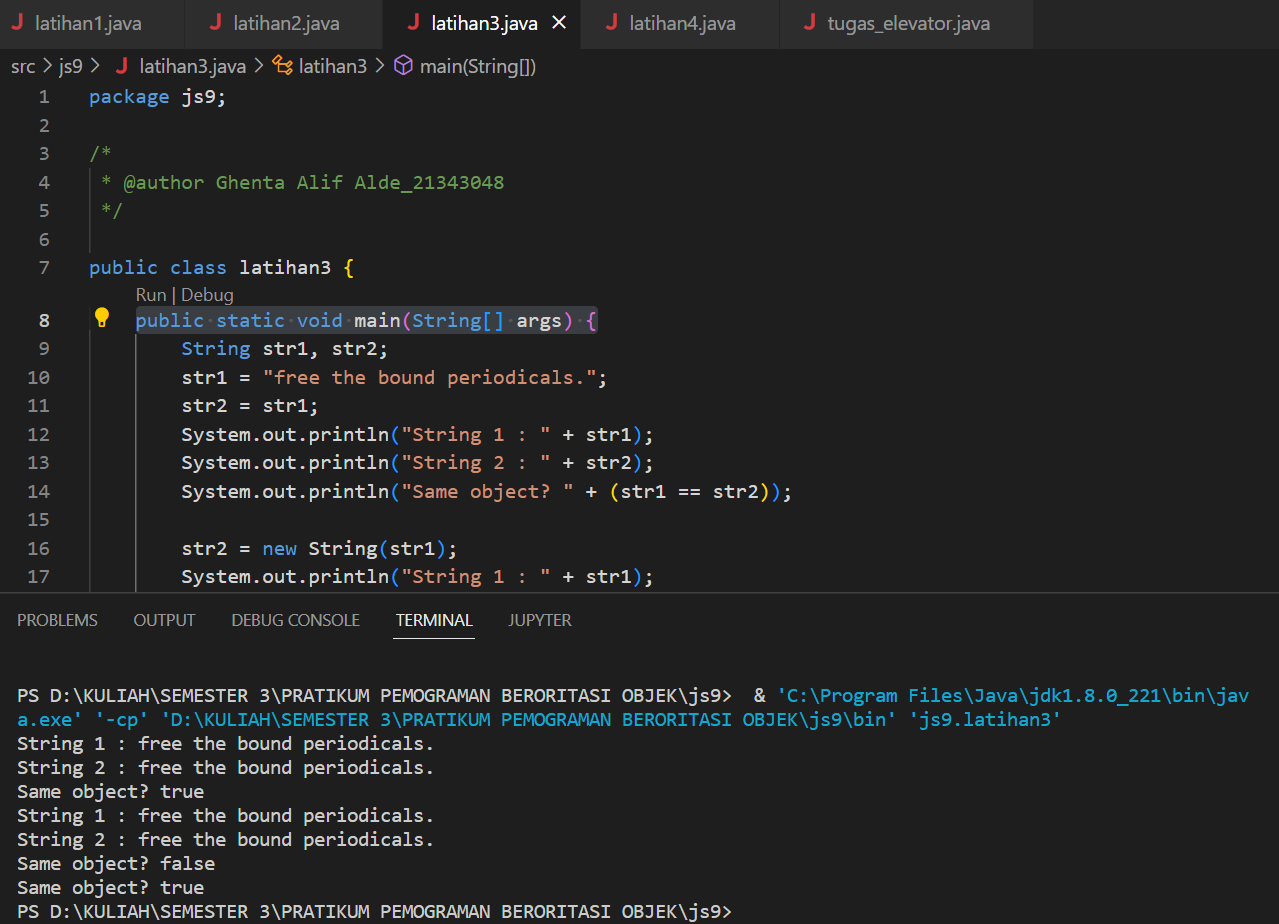 latihan1.java latihan2.java latihan3.java latihan4.java tugas_elevator.java
src > js9 > latihan3.java > latihan3 > main(String[])
1 package js9;
2
3 /*
4 * @author Ghenta Alif Alde_21343048
5 */
6
7 public class latihan3 {
Run | Debug
8 public static void main(String[] args) {
9 String str1, str2;
10 str1 = "free the bound periodicals.";
11 str2 = str1;
12 System.out.println("String 1 : " + str1);
13 System.out.println("String 2 : " + str2);
14 System.out.println("Same object? " + (str1 == str2));
15
16 str2 = new String(str1);
17 System.out.println("String 1 : " + str1);
PROBLEMS OUTPUT DEBUG CONSOLE TERMINAL JUPYTER
PS D:\KULIAH\SEMESTER 3\PRATIKUM PEMOGRAMAN BERORITASI OBJEK\js9>  & 'C:\Program Files\Java\jdk1.8.0_221\bin\jav
a.exe' '-cp' 'D:\KULIAH\SEMESTER 3\PRATIKUM PEMOGRAMAN BERORITASI OBJEK\js9\bin' 'js9.latihan3'
String 1 : free the bound periodicals.
String 2 : free the bound periodicals.
Same object? true
String 1 : free the bound periodicals.
String 2 : free the bound periodicals.
Same object? false
Same object? true
PS D:\KULIAH\SEMESTER 3\PRATIKUM PEMOGRAMAN BERORITASI OBJEK\js9>